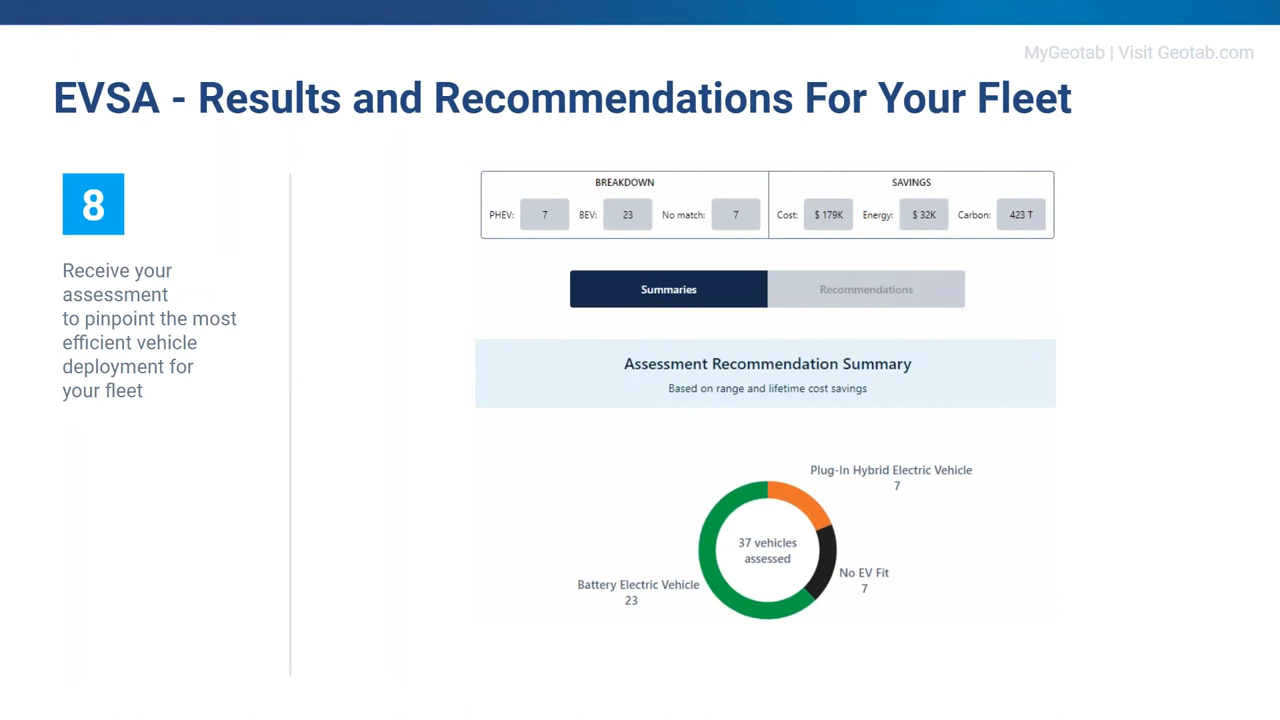 MyGeotab | Visit Geotab.com
EVSA - Results and Recommendations For Your Fleet
8
Receive your
assessment
to pinpoint the most
efficient vehicle
deployment for
your fleet
BREAKDOWN
PHEV: 7 BEV: 23 No match: 7
SAVINGS
Cost: $ 179K Energy: $ 32K Carbon: 423 T
Summaries
Recommendations
Assessment Recommendation Summary
Based on range and lifetime cost savings
Plug-In Hybrid Electric Vehicle
7
37 vehicles
assessed
No EV Fit
7
Battery Electric Vehicle
23